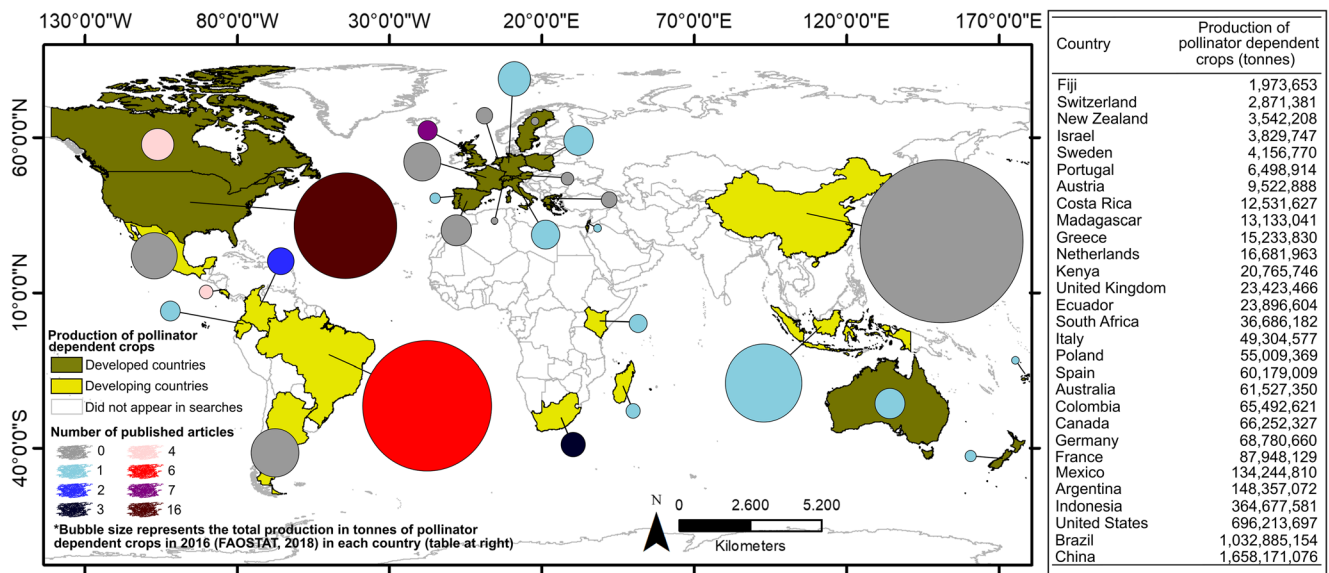 130°0'0"W 80°0'0"W 30°0'0"W 20°0'0"E 70°0'0"E 120°0'0"E 170°0'0"E
60°0'0"N
10°0'0"N
40°0'0"S
Production of pollinator
dependent crops
Developed countries
Developing countries
Did not appear in searches
Number of published articles
0 4
1 6
2 7
3 16
*Bubble size represents the total production in tonnes of pollinator
dependent crops in 2016 (FAOSTAT, 2018) in each country (table at right)
N
0 2.600 5.200
Kilometers
Country Production of pollinator dependent crops (tonnes)
Fiji 1,973,653
Switzerland 2,871,381
New Zealand 3,542,208
Israel 3,829,747
Sweden 4,156,770
Portugal 6,498,914
Austria 9,522,888
Costa Rica 12,531,627
Madagascar 13,133,041
Greece 15,233,830
Netherlands 16,681,963
Kenya 20,765,746
United Kingdom 23,423,466
Ecuador 23,896,604
South Africa 36,686,182
Italy 49,304,577
Poland 55,009,369
Spain 60,179,009
Australia 61,527,350
Colombia 65,492,621
Canada 66,252,327
Germany 68,780,660
France 87,948,129
Mexico 134,244,810
Argentina 148,357,072
Indonesia 364,677,581
United States 696,213,697
Brazil 1,032,885,154
China 1,658,171,076